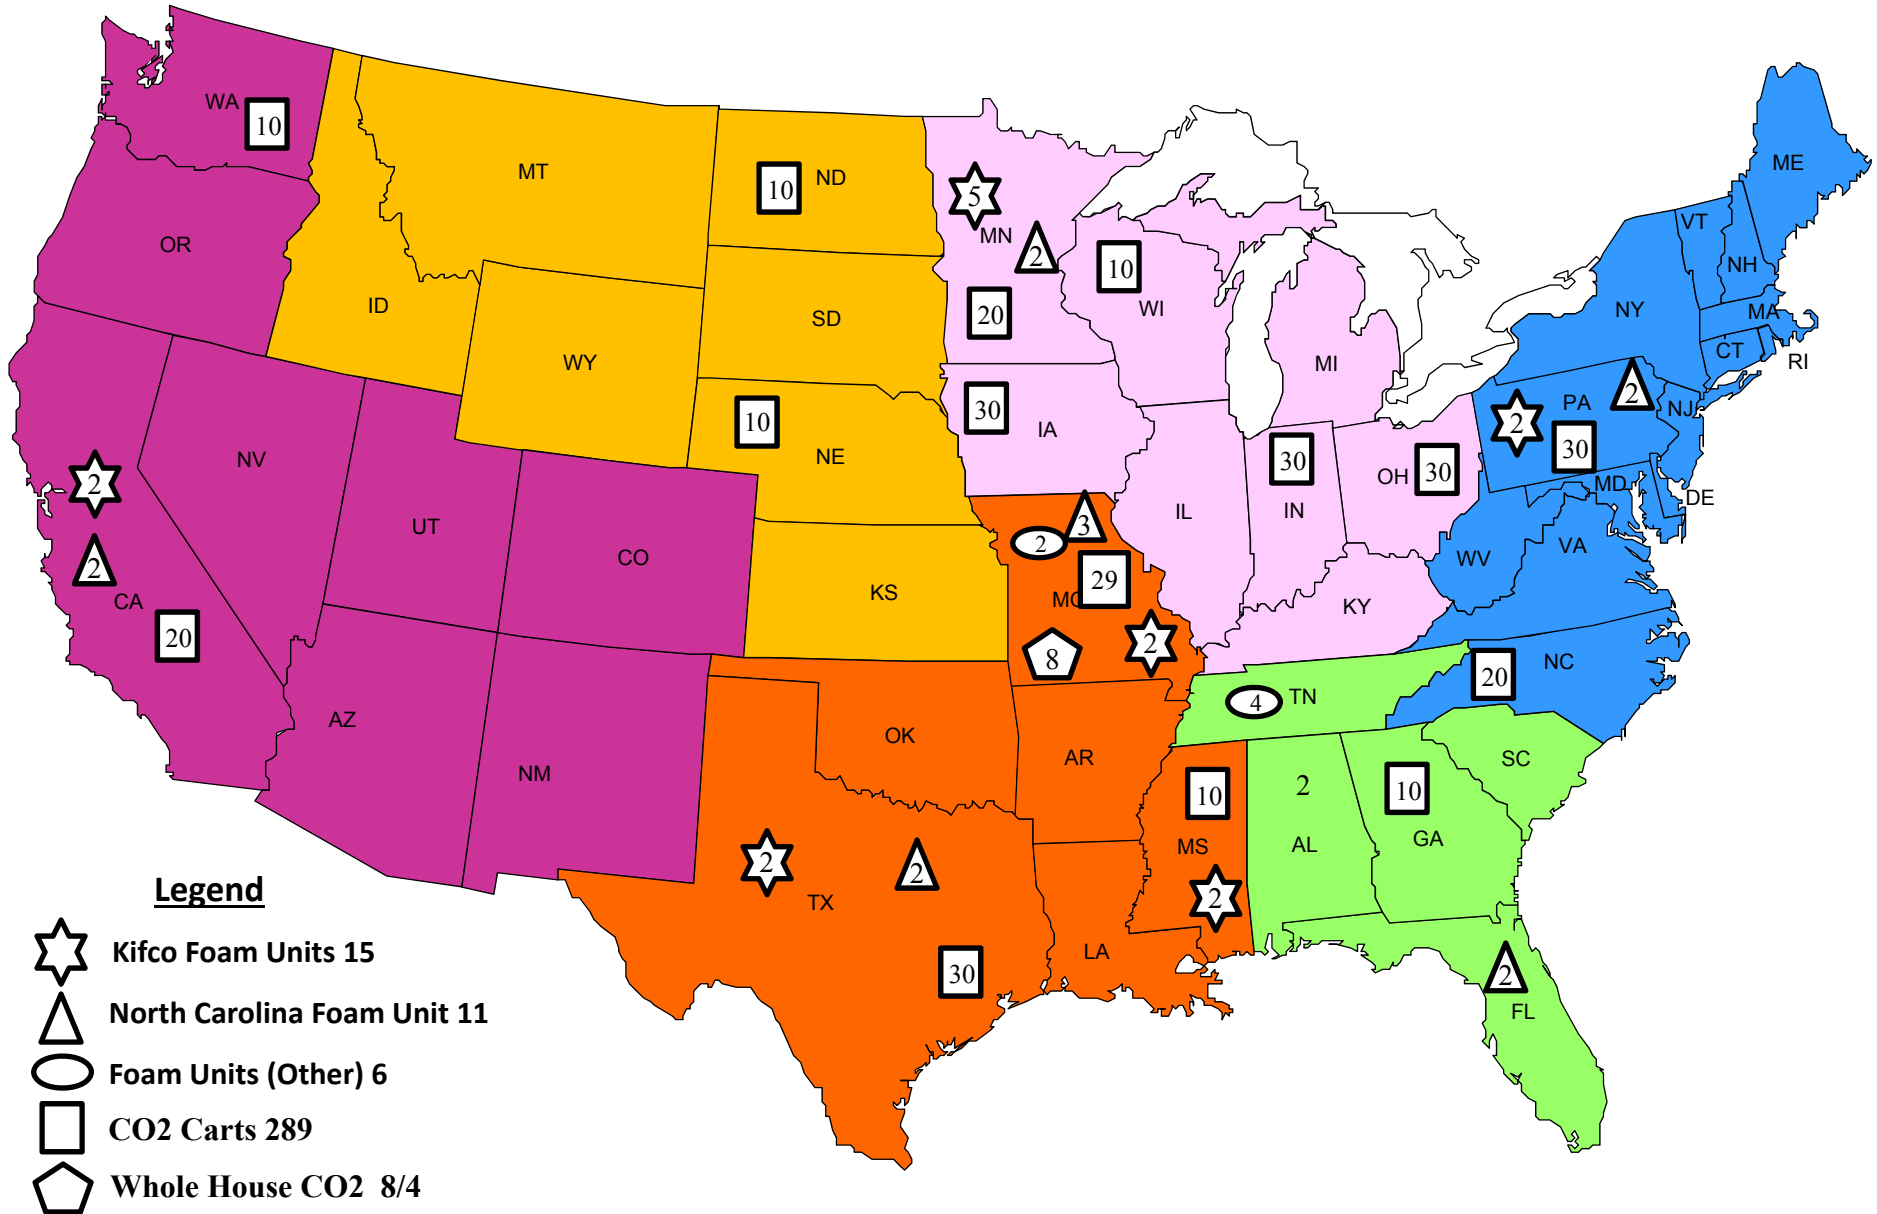 WA
10
MT
ND
10
OR
ID
SD
WY
10
NE
KS
NV
UT
CO
2
2
CA
20
AZ
NM
5
MN
2
20
10
WI
MI
30
IA
IL
30
IN
30
OH
KY
ME
VT
NH
NY
MA
CT
RI
2
PA
2
30
NJ
MD
DE
WV
VA
20
NC
3
2
29
MO
8
2
OK
AR
4
TN
SC
10
MS
2
2
AL
10
GA
2
TX
2
30
LA
2
FL
Legend
Kifco Foam Units 15
North Carolina Foam Unit 11
Foam Units (Other) 6
CO2 Carts 289
Whole House CO2 8/4